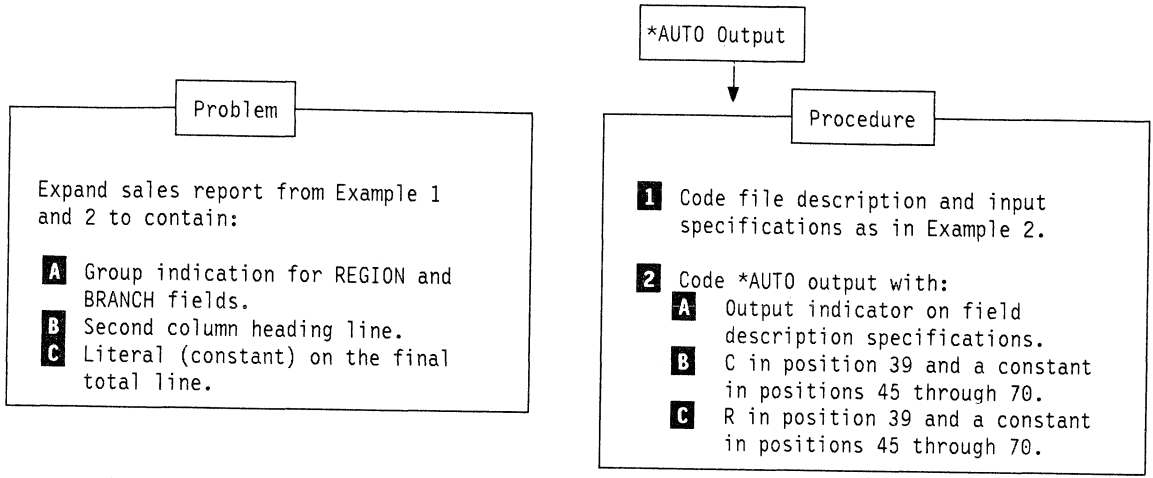 *AUTO Output
Problem
Expand sales report from Example 1
and 2 to contain:
A Group indication for REGION and
BRANCH fields.
B Second column heading line.
C Literal (constant) on the final
total line.
Procedure
1 Code file description and input
specifications as in Example 2.
2 Code *AUTO output with:
A Output indicator on field
description specifications.
B C in position 39 and a constant
in positions 45 through 70.
C R in position 39 and a constant
in positions 45 through 70.